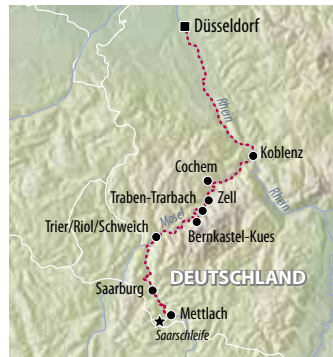 Düsseldorf
Rhein
Koblenz
Cochem
Rhein
Traben-Trarbach
Zell
Mosel
Trier/Riol/Schweich
Bernkastel-Kues
DEUTSCHLAND
Saarburg
Mettlach
Saarschleife